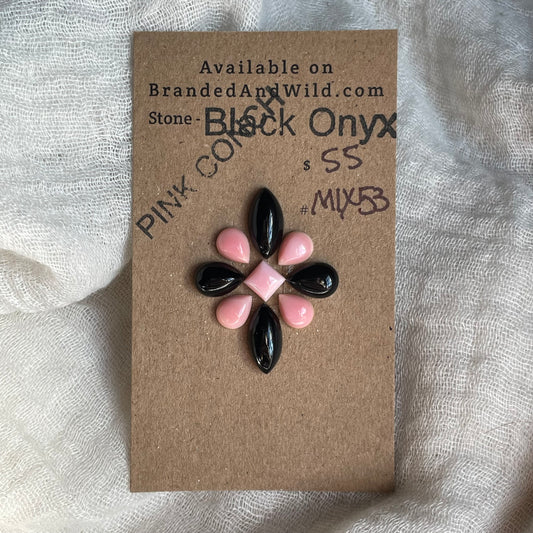 Available on
BrandedAndWild.com
Stone- Black Onyx
PINK CONCH
$ 55
# MIX53